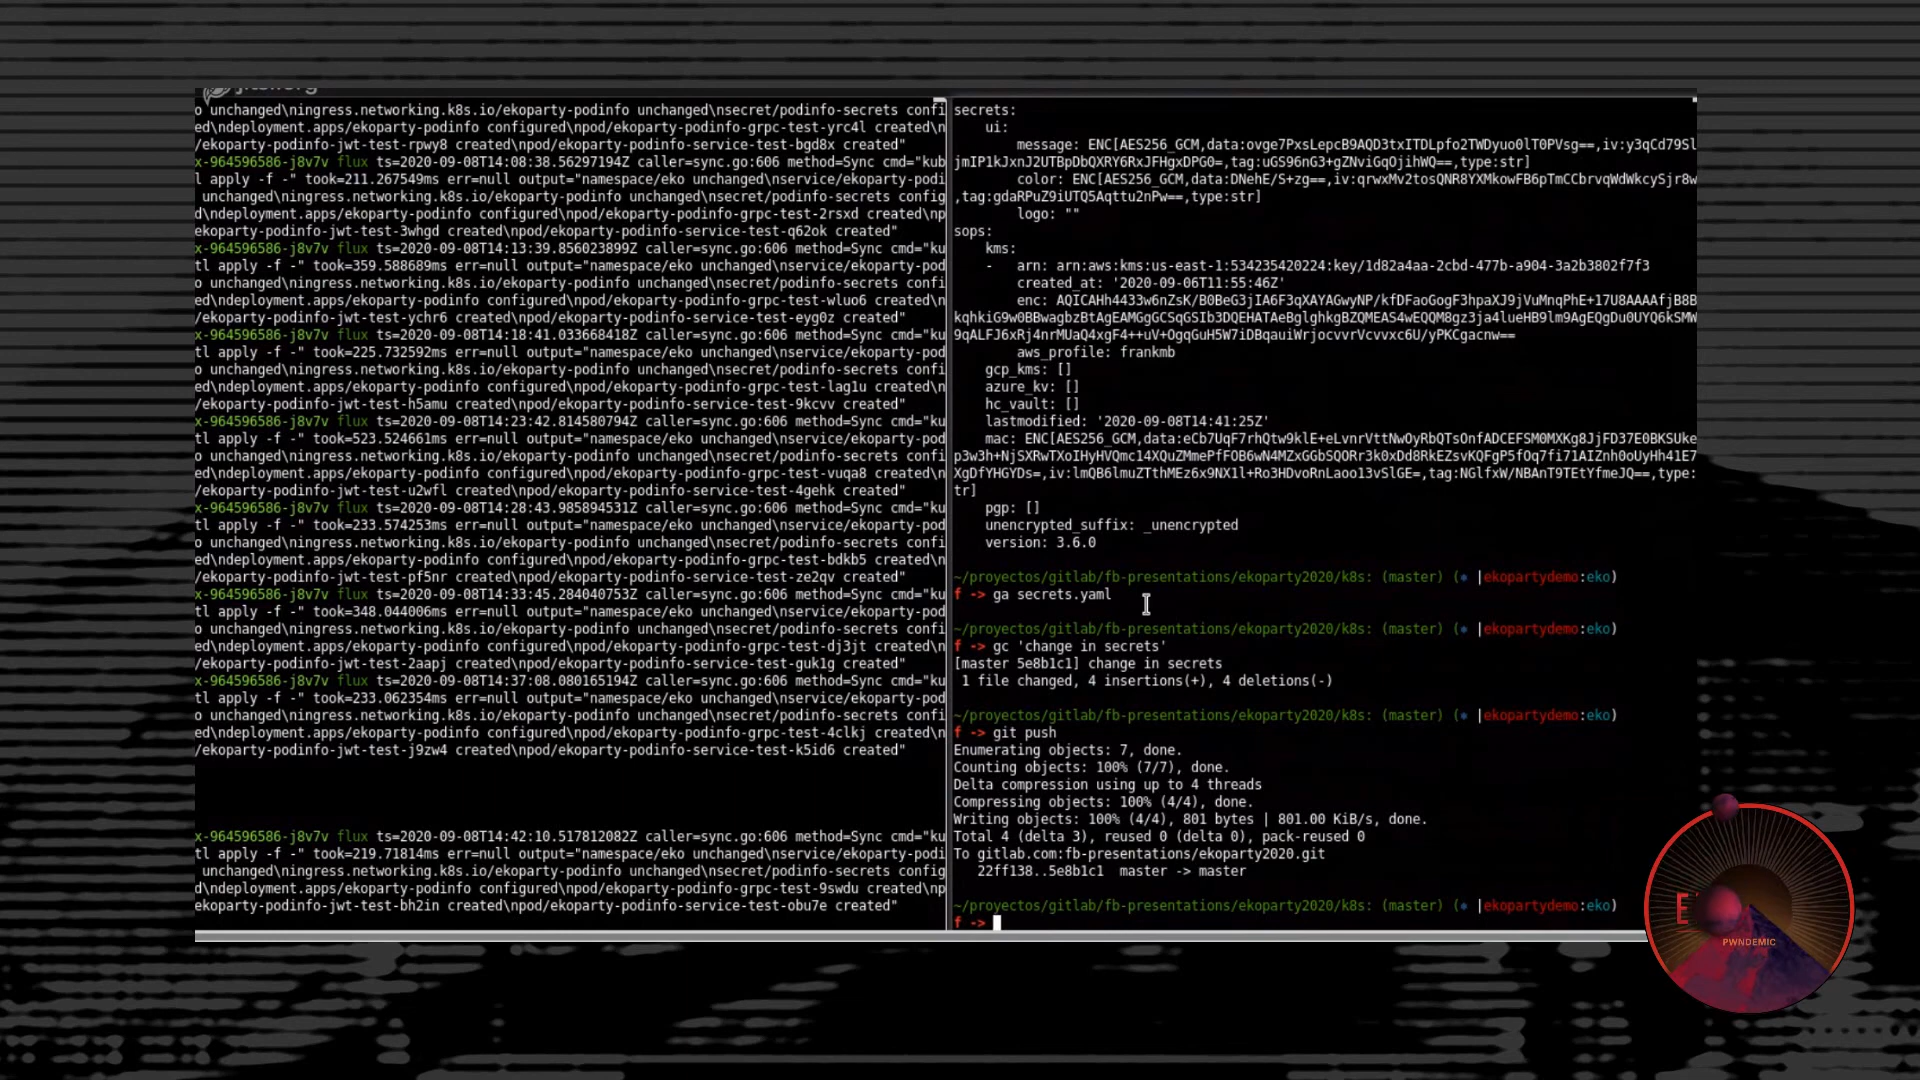 o unchanged\ningress.networking.k8s.io/ekoparty-podinfo unchanged\nsecret/podinfo-secrets confi
ed\ndeployment.apps/ekoparty-podinfo configured\npod/ekoparty-podinfo-grpc-test-yrc4l created\n
/ekoparty-podinfo-jwt-test-rpwy8 created\npod/ekoparty-podinfo-service-test-bgd8x created"
x-964596586-j8v7v flux ts=2020-09-08T14:08:38.56297194Z caller=sync.go:606 method=Sync cmd="kub
l apply -f -" took=211.267549ms err=null output="namespace/eko unchanged\nservice/ekoparty-podi
unchanged\ningress.networking.k8s.io/ekoparty-podinfo unchanged\nsecret/podinfo-secrets config
d\ndeployment.apps/ekoparty-podinfo configured\npod/ekoparty-podinfo-grpc-test-2rsxd created\np
ekoparty-podinfo-jwt-test-3whgd created\npod/ekoparty-podinfo-service-test-q62ok created"
x-964596586-j8v7v flux ts=2020-09-08T14:13:39.856023899Z caller=sync.go:606 method=Sync cmd="ku
tl apply -f -" took=359.588689ms err=null output="namespace/eko unchanged\nservice/ekoparty-pod
o unchanged\ningress.networking.k8s.io/ekoparty-podinfo unchanged\nsecret/podinfo-secrets confi
ed\ndeployment.apps/ekoparty-podinfo configured\npod/ekoparty-podinfo-grpc-test-wluo6 created\n
/ekoparty-podinfo-jwt-test-ychr6 created\npod/ekoparty-podinfo-service-test-eyg0z created"
x-964596586-j8v7v flux ts=2020-09-08T14:18:41.033668418Z caller=sync.go:606 method=Sync cmd="ku
tl apply -f -" took=225.732592ms err=null output="namespace/eko unchanged\nservice/ekoparty-pod
o unchanged\ningress.networking.k8s.io/ekoparty-podinfo unchanged\nsecret/podinfo-secrets confi
ed\ndeployment.apps/ekoparty-podinfo configured\npod/ekoparty-podinfo-grpc-test-lag1u created\n
/ekoparty-podinfo-jwt-test-h5amu created\npod/ekoparty-podinfo-service-test-9kcvv created"
x-964596586-j8v7v flux ts=2020-09-08T14:23:42.814580794Z caller=sync.go:606 method=Sync cmd="ku
tl apply -f -" took=523.524661ms err=null output="namespace/eko unchanged\nservice/ekoparty-pod
o unchanged\ningress.networking.k8s.io/ekoparty-podinfo unchanged\nsecret/podinfo-secrets confi
ed\ndeployment.apps/ekoparty-podinfo configured\npod/ekoparty-podinfo-grpc-test-vuqa8 created\n
/ekoparty-podinfo-jwt-test-u2wfl created\npod/ekoparty-podinfo-service-test-4gehk created"
x-964596586-j8v7v flux ts=2020-09-08T14:28:43.985894531Z caller=sync.go:606 method=Sync cmd="ku
tl apply -f -" took=233.574253ms err=null output="namespace/eko unchanged\nservice/ekoparty-pod
o unchanged\ningress.networking.k8s.io/ekoparty-podinfo unchanged\nsecret/podinfo-secrets confi
ed\ndeployment.apps/ekoparty-podinfo configured\npod/ekoparty-podinfo-grpc-test-bdkb5 created\n
/ekoparty-podinfo-jwt-test-pf5nr created\npod/ekoparty-podinfo-service-test-ze2qv created"
x-964596586-j8v7v flux ts=2020-09-08T14:33:45.284040753Z caller=sync.go:606 method=Sync cmd="ku
tl apply -f -" took=348.044006ms err=null output="namespace/eko unchanged\nservice/ekoparty-pod
o unchanged\ningress.networking.k8s.io/ekoparty-podinfo unchanged\nsecret/podinfo-secrets confi
ed\ndeployment.apps/ekoparty-podinfo configured\npod/ekoparty-podinfo-grpc-test-dj3jt created\n
/ekoparty-podinfo-jwt-test-2aapj created\npod/ekoparty-podinfo-service-test-guk1g created"
x-964596586-j8v7v flux ts=2020-09-08T14:37:08.080165194Z caller=sync.go:606 method=Sync cmd="ku
tl apply -f -" took=233.062354ms err=null output="namespace/eko unchanged\nservice/ekoparty-pod
o unchanged\ningress.networking.k8s.io/ekoparty-podinfo unchanged\nsecret/podinfo-secrets confi
ed\ndeployment.apps/ekoparty-podinfo configured\npod/ekoparty-podinfo-grpc-test-4clkj created\n
/ekoparty-podinfo-jwt-test-j9zw4 created\npod/ekoparty-podinfo-service-test-k5id6 created"
x-964596586-j8v7v flux ts=2020-09-08T14:42:10.517812082Z caller=sync.go:606 method=Sync cmd="ku
tl apply -f -" took=219.71814ms err=null output="namespace/eko unchanged\nservice/ekoparty-podi
unchanged\ningress.networking.k8s.io/ekoparty-podinfo unchanged\nsecret/podinfo-secrets config
d\ndeployment.apps/ekoparty-podinfo configured\npod/ekoparty-podinfo-grpc-test-9swdu created\np
ekoparty-podinfo-jwt-test-bh2in created\npod/ekoparty-podinfo-service-test-obu7e created"
secrets:
ui:
message: ENC[AES256_GCM,data:ovge7PxsLepcB9AQD3txITDLpfo2TWDyuo0lT0PVsg==,iv:y3qCd79Sl
jmIP1kJxnJ2UTBpDbQXRY6RxJFHgxDPG0=,tag:uGS96nG3+gZNviGqOjihWQ==,type:str]
color: ENC[AES256_GCM,data:DNehE/S+zg==,iv:qrwxMv2tosQNR8YXMkowFB6pTmCCbrvqWdWkcySjr8w
,tag:gdaRPuZ9iUTQ5Aqttu2nPw==,type:str]
logo: ""
sops:
kms:
- arn: arn:aws:kms:us-east-1:534235420224:key/1d82a4aa-2cbd-477b-a904-3a2b3802f7f3
created_at: '2020-09-06T11:55:46Z'
enc: AQICAHh4433w6nZsK/B0BeG3jIA6F3qXAYAGwyNP/kfDFaoGogF3hpaXJ9jVuMnqPhE+17U8AAAAfjB8B
kqhkiG9w0BBwagbzBtAgEAMGgGCSqGSIb3DQEHATAeBglghkgBZQMEAS4wEQQM8gz3ja4lueHB9lm9AgEQgDu0UYQ6kSMW
9qALFJ6xRj4nrMUaQ4xgF4++uV+OgqGuH5W7iDBqauiWrjocvvrVcvvxc6U/yPKCgacnw==
aws_profile: frankmb
gcp_kms: []
azure_kv: []
hc_vault: []
lastmodified: '2020-09-08T14:41:25Z'
mac: ENC[AES256_GCM,data:eCb7UqF7rhQtw9klE+eLvnrVttNwOyRbQTsOnfADCEFSM0MXKg8JjFD37E0BKSUke
p3w3h+NjSXRwTXoIHyHVQmc14XQuZMmePfFOB6wN4MZxGGbSQORr3k0xDd8RkEZsvKQFgP5fOq7fi71AIZnh0oUyHh41E7
XgDfYHGYDs=,iv:lmQB6lmuZTthMEz6x9NX1l+Ro3HDvoRnLaoo13vSlGE=,tag:NGlfxW/NBAnT9TEtYfmeJQ==,type:
tr]
pgp: []
unencrypted_suffix: _unencrypted
version: 3.6.0
~/proyectos/gitlab/fb-presentations/ekoparty2020/k8s: (master) (⎈ |ekopartydemo:eko)
f -> ga secrets.yaml
~/proyectos/gitlab/fb-presentations/ekoparty2020/k8s: (master) (⎈ |ekopartydemo:eko)
f -> gc 'change in secrets'
[master 5e8b1c1] change in secrets
1 file changed, 4 insertions(+), 4 deletions(-)
~/proyectos/gitlab/fb-presentations/ekoparty2020/k8s: (master) (⎈ |ekopartydemo:eko)
f -> git push
Enumerating objects: 7, done.
Counting objects: 100% (7/7), done.
Delta compression using up to 4 threads
Compressing objects: 100% (4/4), done.
Writing objects: 100% (4/4), 801 bytes | 801.00 KiB/s, done.
Total 4 (delta 3), reused 0 (delta 0), pack-reused 0
To gitlab.com:fb-presentations/ekoparty2020.git
22ff138..5e8b1c1 master -> master
~/proyectos/gitlab/fb-presentations/ekoparty2020/k8s: (master) (⎈ |ekopartydemo:eko)
f ->
PWNDEMIC